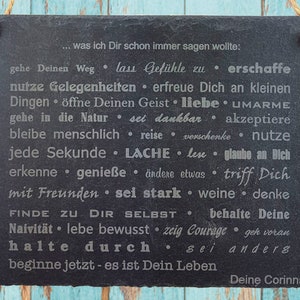 ... was ich Dir schon immer sagen wollte:
gehe Deinen Weg • lass Gefühle zu • erschaffe
nutze Gelegenheiten • erfreue Dich an kleinen
Dingen • öffne Deinen Geist • liebe • UMARME
gehe in die Natur • sei dankbar • akzeptiere
bleibe menschlich • reise • verschenke • nutze
jede Sekunde • LACHE • lese • glaube an Dich
erkenne • genieße • ändere etwas • triff Dich
mit Freunden • sei stark • weine • denke
FINDE ZU DIR SELBST • behalte Deine
Naivität • lebe bewusst • zeig Courage • geh voran
halte durch • sei anders
beginne jetzt - es ist Dein Leben
Deine Corinn